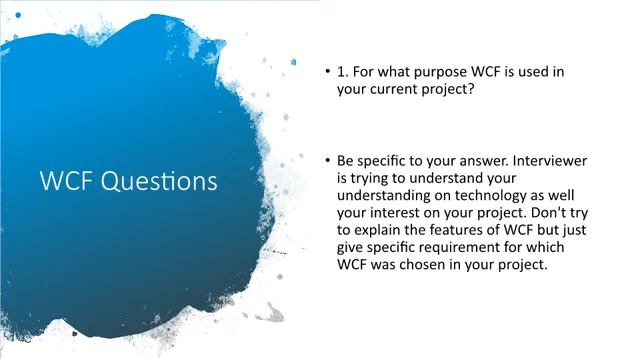 WCF Questions
• 1. For what purpose WCF is used in
your current project?
• Be specific to your answer. Interviewer
is trying to understand your
understanding on technology as well
your interest on your project. Don't try
to explain the features of WCF but just
give specific requirement for which
WCF was chosen in your project.